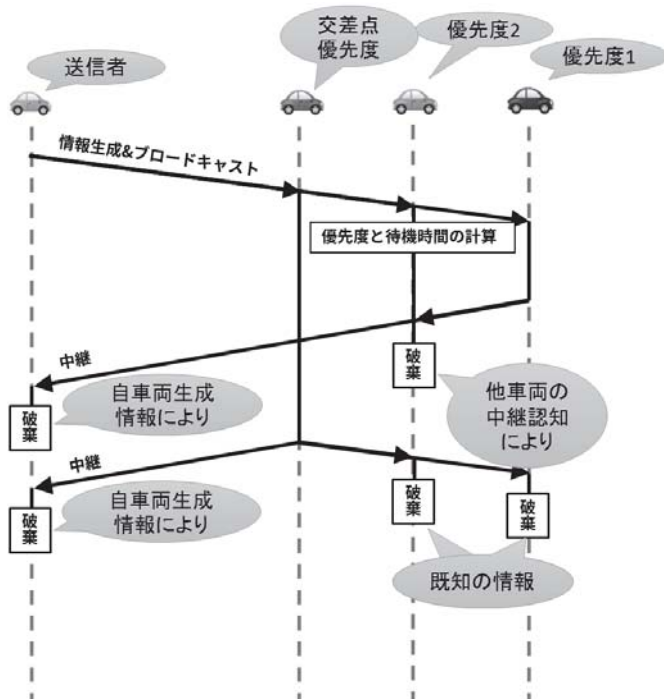 送信者
交差点
優先度
優先度2
優先度1
情報生成&ブロードキャスト
優先度と待機時間の計算
中継
破棄
自車両生成
情報により
破棄
他車両の
中継認知
により
中継
破棄
自車両生成
情報により
破棄
破棄
既知の情報